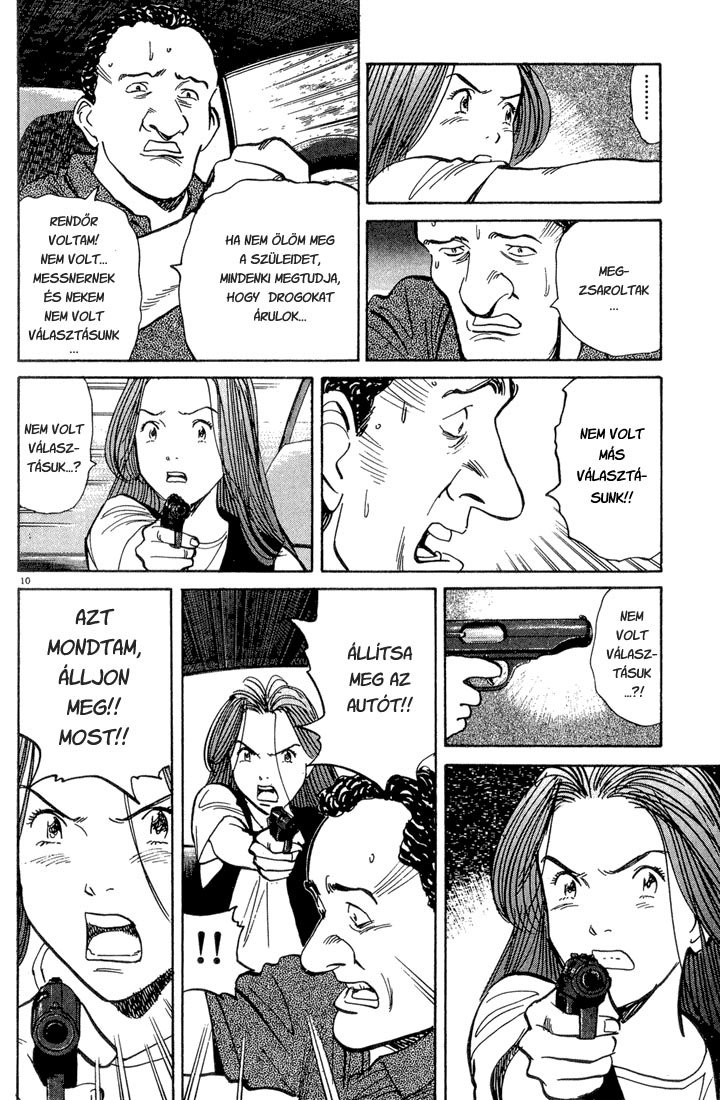 .........
MEG-
ZSAROLTAK
...
HA NEM ÖLÖM MEG
A SZÜLEIDET,
MINDENKI MEGTUDJA,
HOGY DROGOKAT
ÁRULOK...
RENDŐR
VOLTAM!
NEM VOLT...
MESSNERNEK
ÉS NEKEM
NEM VOLT
VÁLASZTÁSUNK
...
NEM VOLT
MÁS
VÁLASZTÁ-
SUNK!!
NEM VOLT
VÁLASZ-
TÁSUK...?
NEM
VOLT
VÁLASZ-
TÁSUK
...?!
ÁLLÍTSA
MEG AZ
AUTÓT!!
!!
AZT
MONDTAM,
ÁLLJON
MEG!!
MOST!!
10